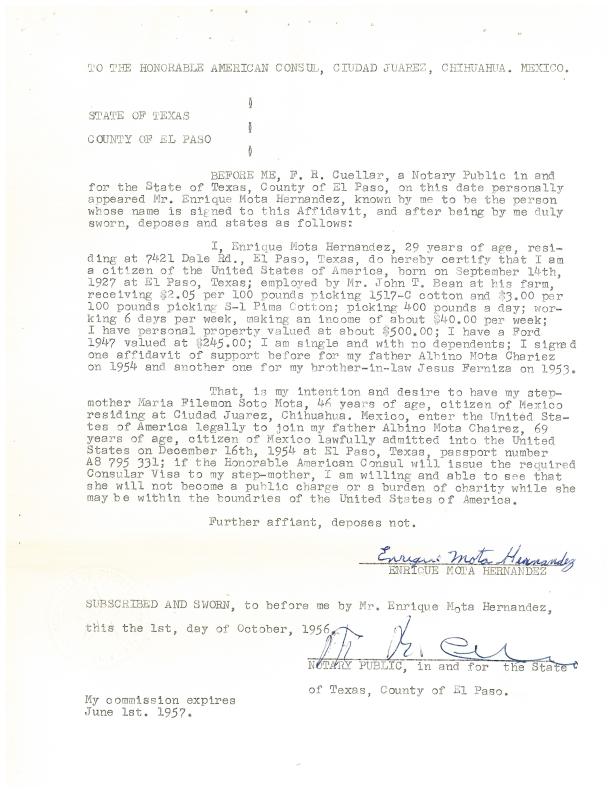 TO THE HONORABLE AMERICAN CONSUL, CIUDAD JUAREZ, CHIHUAHUA. MEXICO.
STATE OF TEXAS
COUNTY OF EL PASO
BEFORE ME, F. R. Cuellar, a Notary Public in and
for the State of Texas, County of El Paso, on this date personally
appeared Mr. Enrique Mota Hernandez, known by me to be the person
whose name is signed to this Affidavit, and after being by me duly
sworn, deposes and states as follows:
I, Enrique Mota Hernandez, 29 years of age, resi-
ding at 7421 Dale Rd., El Paso, Texas, do hereby certify that I am
a citizen of the United States of America, born on September 14th,
1927 at El Paso, Texas; employed by Mr. John T. Bean at his farm,
receiving $2.05 per 100 pounds picking 1517-C cotton and $3.00 per
100 pounds picking S-1 Pima Cotton; picking 400 pounds a day; wor-
king 6 days per week, making an income of about $40.00 per week;
I have personal property valued at about $500.00; I have a Ford
1947 valued at $245.00; I am single and with no dependents; I signed
one affidavit of support before for my father Albino Mota Chariez
on 1954 and another one for my brother-in-law Jesus Ferniza on 1953.
That, is my intention and desire to have my step-
mother Maria Filemon Soto Mota, 46 years of age, citizen of Mexico
residing at Ciudad Juarez, Chihuahua. Mexico, enter the United Sta-
tes of America legally to join my father Albino Mota Chairez, 69
years of age, citizen of Mexico lawfully admitted into the United
States on December 16th, 1954 at El Paso, Texas, passport number
A8 795 331; if the Honorable American Consul will issue the required
Consular Visa to my step-mother, I am willing and able to see that
she will not become a public charge or a burden of charity while she
may be within the boundries of the United States of America.
Further affiant, deposes not.
Enrique Mota Hernandez
ENRIQUE MOTA HERNANDEZ
SUBSCRIBED AND SWORN, to before me by Mr. Enrique Mota Hernandez,
this the 1st, day of October, 1956.
NOTARY PUBLIC, in and for the State
of Texas, County of El Paso.
My commission expires
June 1st. 1957.